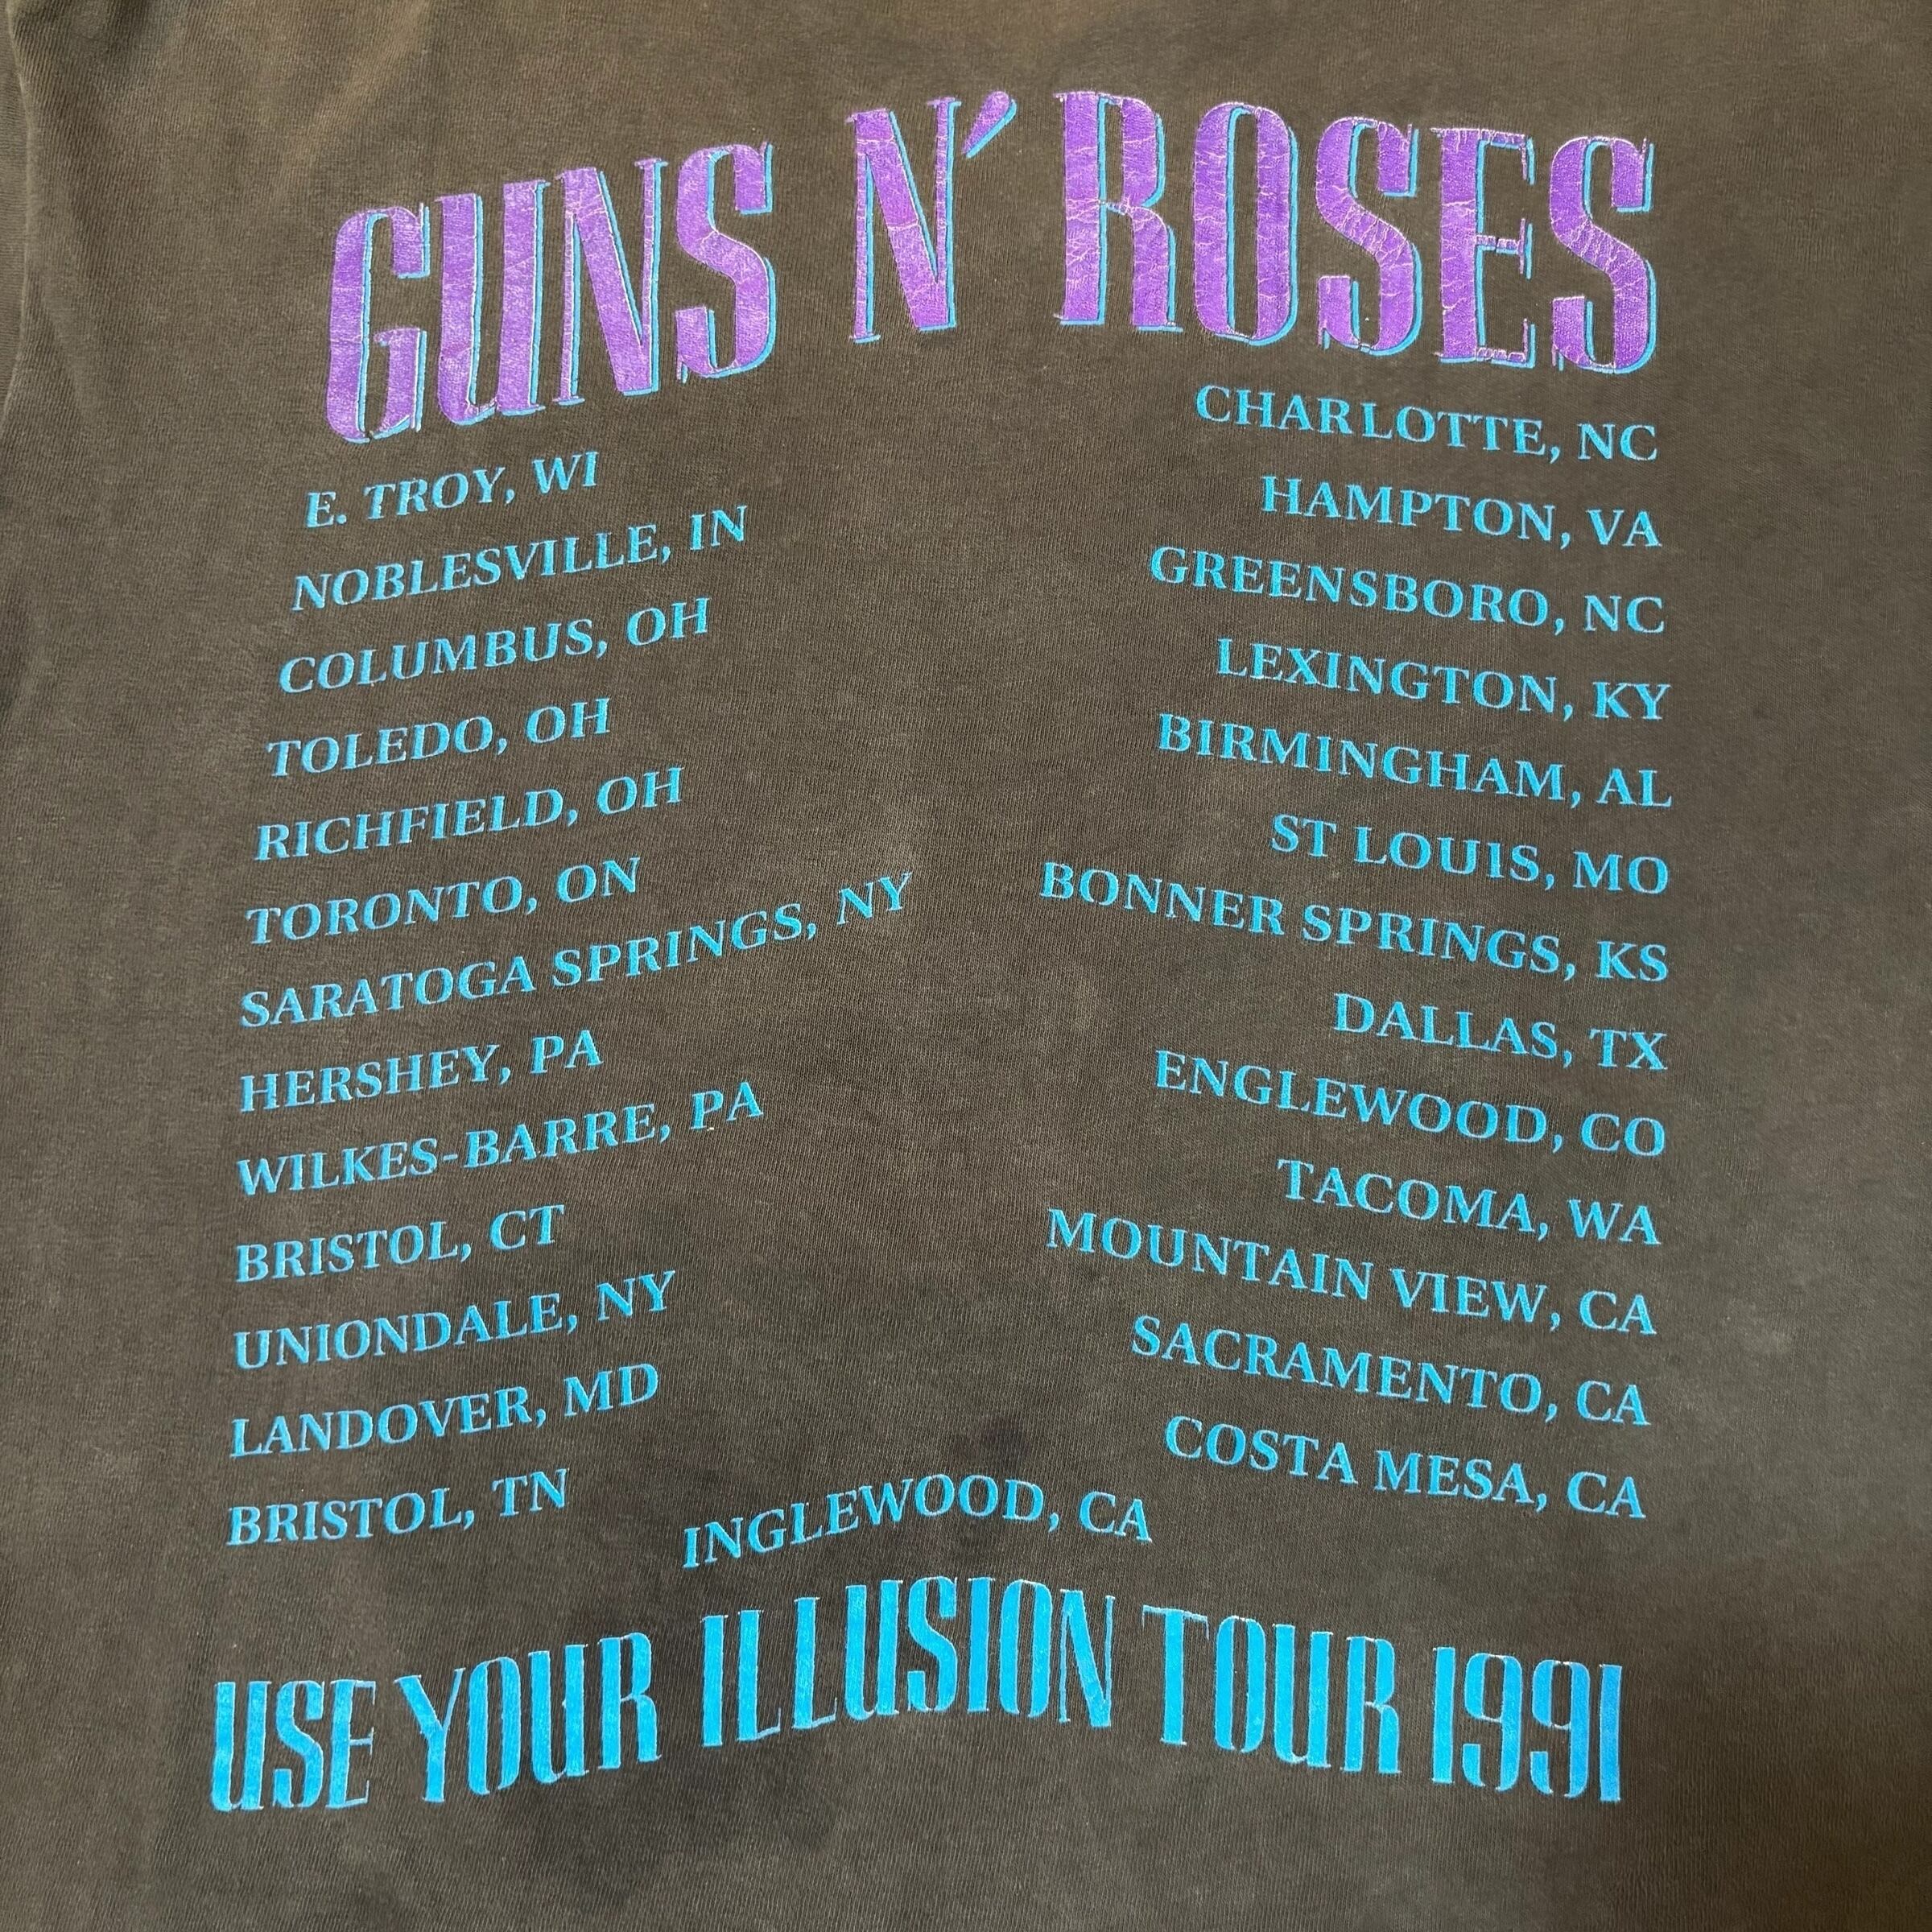 GUNS N' ROSES
E. TROY, WI
NOBLESVILLE, IN
COLUMBUS, OH
TOLEDO, OH
RICHFIELD, OH
TORONTO, ON
SARATOGA SPRINGS, NY
HERSHEY, PA
WILKES-BARRE, PA
BRISTOL, CT
UNIONDALE, NY
LANDOVER, MD
BRISTOL, TN
CHARLOTTE, NC
HAMPTON, VA
GREENSBORO, NC
LEXINGTON, KY
BIRMINGHAM, AL
ST LOUIS, MO
BONNER SPRINGS, KS
DALLAS, TX
ENGLEWOOD, CO
TACOMA, WA
MOUNTAIN VIEW, CA
SACRAMENTO, CA
COSTA MESA, CA
INGLEWOOD, CA
USE YOUR ILLUSION TOUR 1991